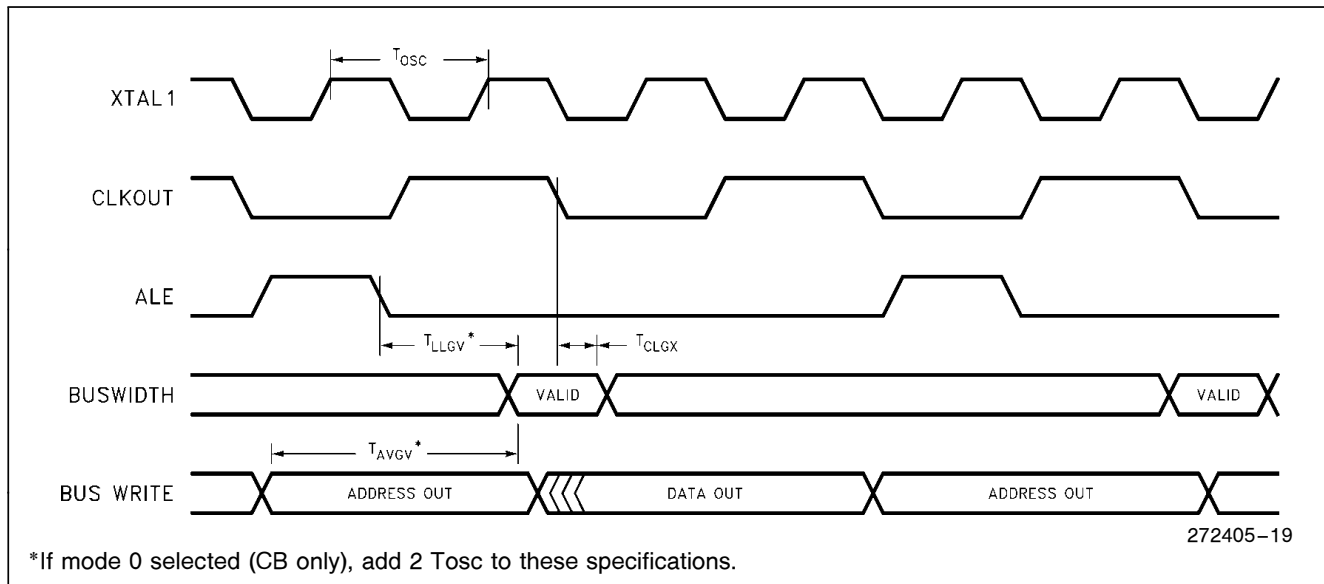 T_OSC
XTAL1
CLKOUT
ALE
T_LLGV*
T_CLGX
BUSWIDTH
VALID
VALID
T_AVGV*
BUS WRITE
ADDRESS OUT
DATA OUT
ADDRESS OUT
272405–19
*If mode 0 selected (CB only), add 2 Tosc to these specifications.